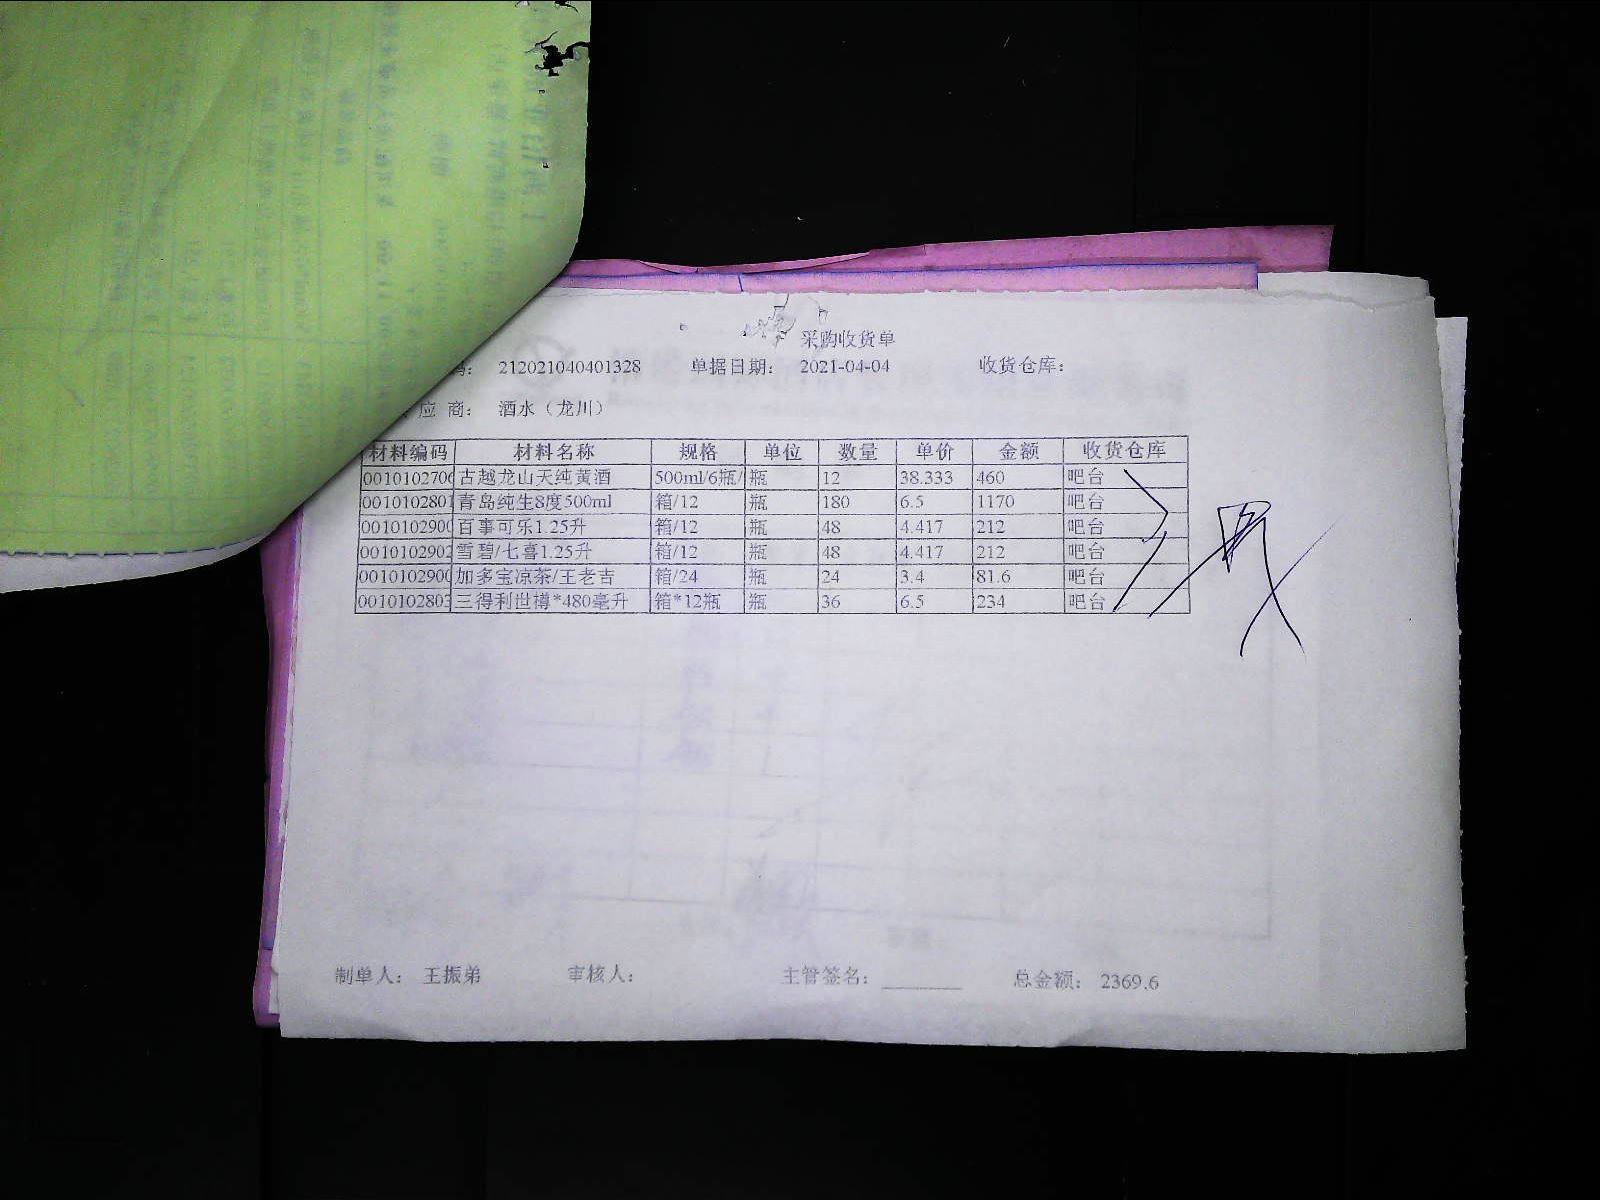 采购收货单
码： 212021040401328 单据日期： 2021-04-04 收货仓库：
应 商： 酒水（龙川）
材料编码 材料名称 规格 单位 数量 单价 金额 收货仓库
0010102700 古越龙山天纯黄酒 500ml/6瓶/ 瓶 12 38.333 460 吧台
0010102801 青岛纯生8度500ml 箱/12 瓶 180 6.5 1170 吧台
0010102900 百事可乐1.25升 箱/12 瓶 48 4.417 212 吧台
0010102902 雪碧/七喜1.25升 箱/12 瓶 48 4.417 212 吧台
0010102900 加多宝凉茶/王老吉 箱/24 瓶 24 3.4 81.6 吧台
0010102803 三得利世樽*480毫升 箱*12瓶 瓶 36 6.5 234 吧台
制单人： 王振弟 审核人： 主管签名： 总金额： 2369.6